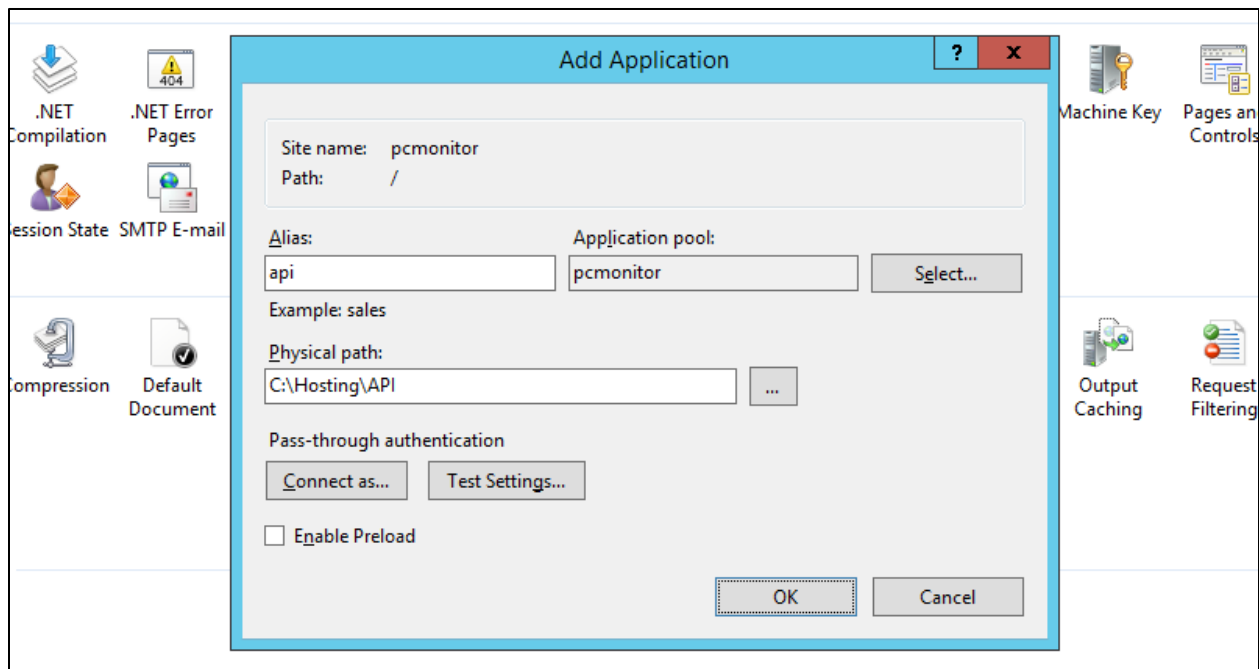 Add Application
?
x
.NET
Compilation
.NET Error
Pages
404
Machine Key
Pages an
Controls
Site name: pcmonitor
Path: /
ession State
SMTP E-mail
Alias:
Application pool:
api
pcmonitor
Select...
Example: sales
Physical path:
C:\Hosting\API
...
ompression
Default
Document
Output
Caching
Request
Filtering
Pass-through authentication
Connect as...
Test Settings...
Enable Preload
OK
Cancel